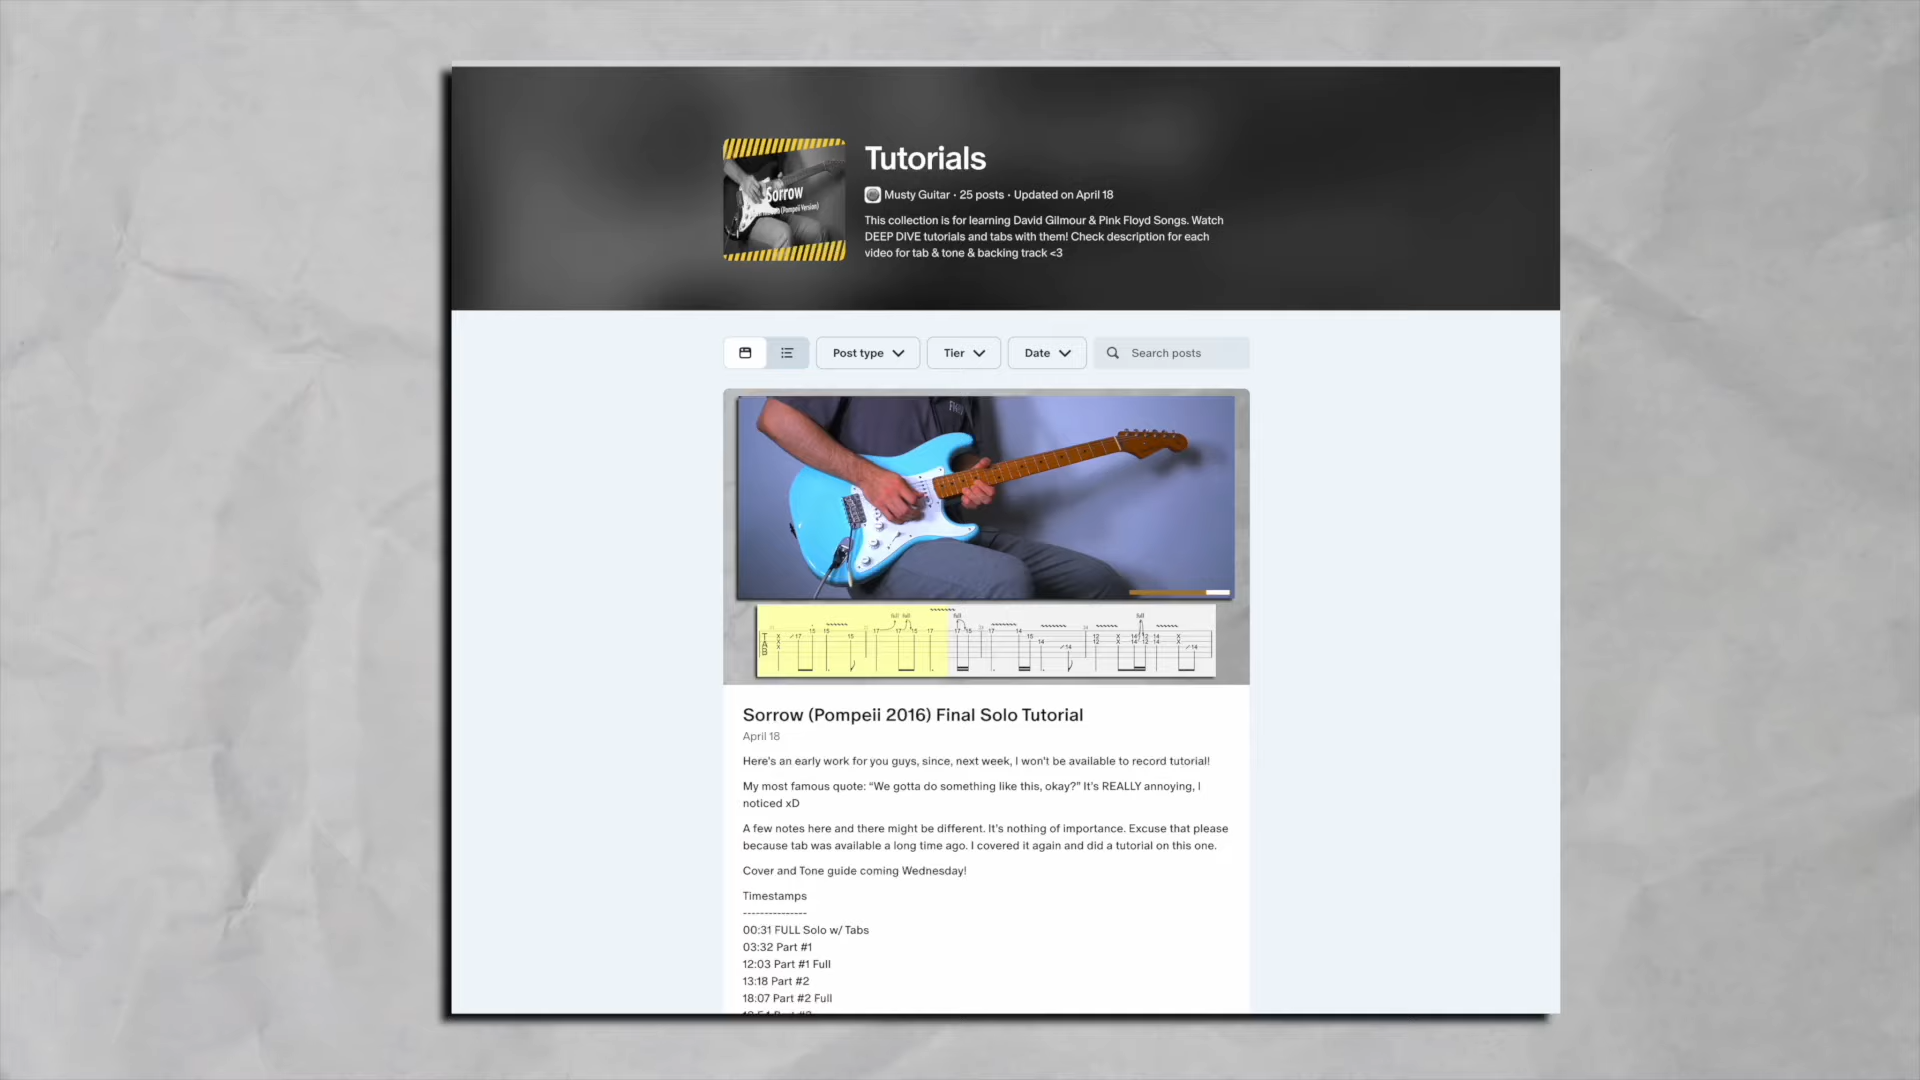 Sorrow
(Pompeii Version)
Tutorials
Musty Guitar · 25 posts · Updated on April 18
This collection is for learning David Gilmour & Pink Floyd Songs. Watch
DEEP DIVE tutorials and tabs with them! Check description for each
video for tab & tone & backing track <3
Post type
Tier
Date
Search posts
Sorrow (Pompeii 2016) Final Solo Tutorial
April 18
Here's an early work for you guys, since, next week, I won't be available to record tutorial!
My most famous quote: “We gotta do something like this, okay?” It's REALLY annoying, I
noticed xD
A few notes here and there might be different. It's nothing of importance. Excuse that please
because tab was available a long time ago. I covered it again and did a tutorial on this one.
Cover and Tone guide coming Wednesday!
Timestamps
---------------
00:31 FULL Solo w/ Tabs
03:32 Part #1
12:03 Part #1 Full
13:18 Part #2
18:07 Part #2 Full